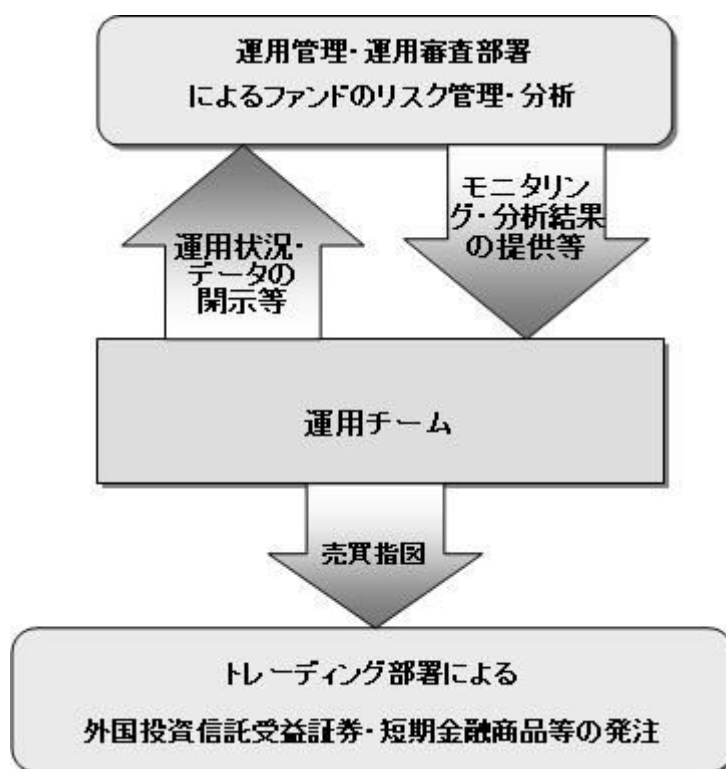 運用管理・運用審査部署
によるファンドのリスク管理・分析
運用状況・
データの
開示等
モニタリン
グ・分析結果
の提供等
運用チーム
売買指図
トレーディング部署による
外国投資信託受益証券・短期金融商品等の発注